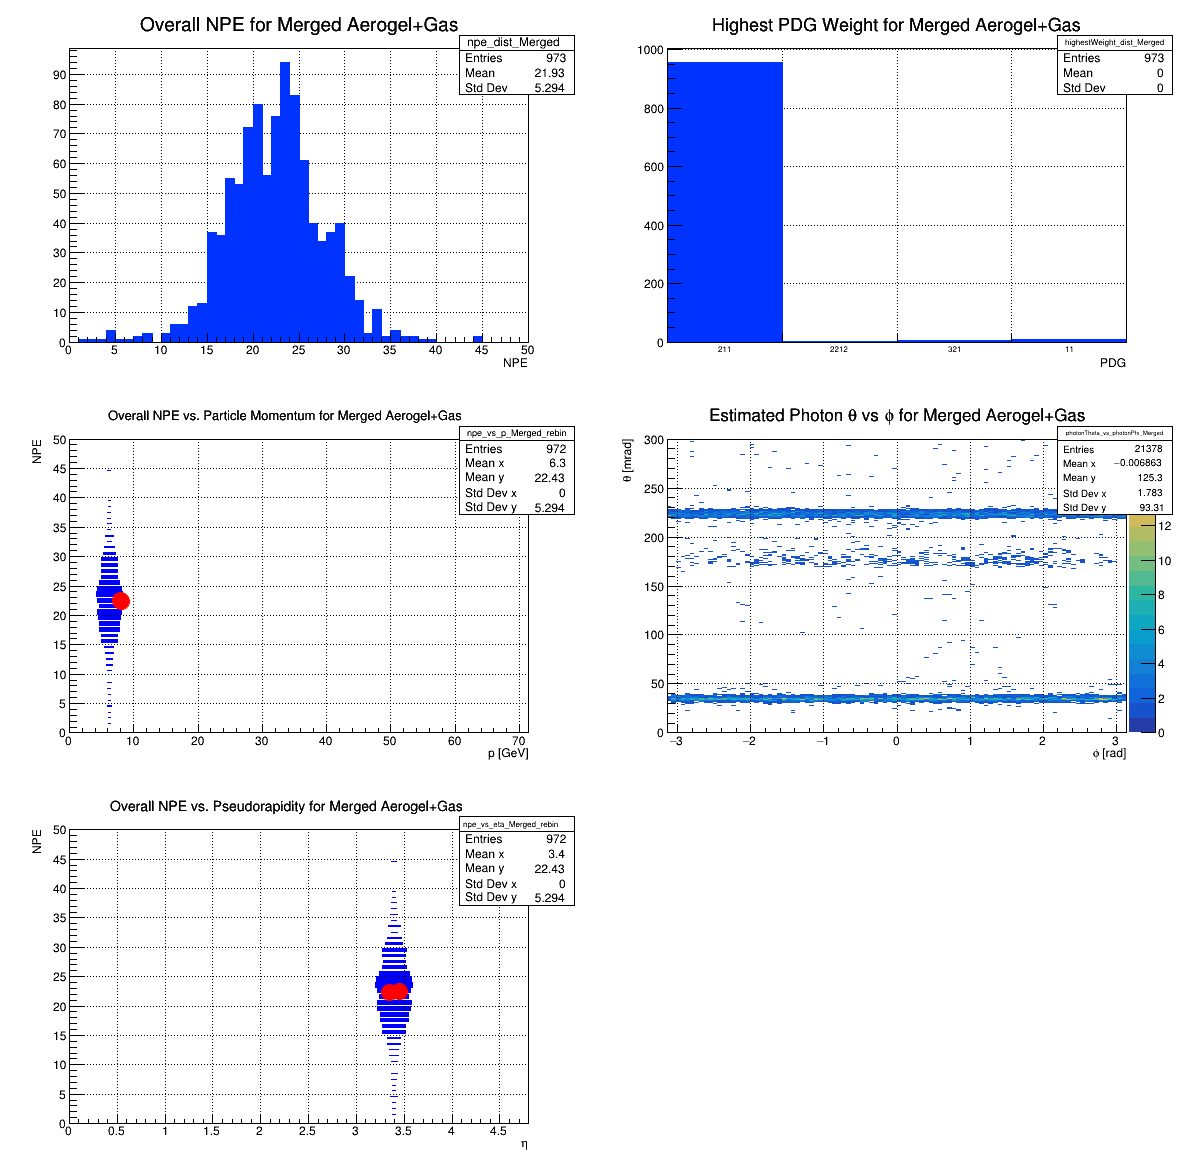 Overall NPE for Merged Aerogel+Gas
npe_dist_Merged
Entries 973
Mean 21.93
Std Dev 5.294
90
80
70
60
50
40
30
20
10
0
0 5 10 15 20 25 30 35 40 45 50
NPE
Highest PDG Weight for Merged Aerogel+Gas
highestWeight_dist_Merged
Entries 973
Mean 0
Std Dev 0
1000
800
600
400
200
0
211 2212 321 11
PDG
Overall NPE vs. Particle Momentum for Merged Aerogel+Gas
NPE
npe_vs_p_Merged_rebin
Entries 972
Mean x 6.3
Mean y 22.43
Std Dev x 0
Std Dev y 5.294
50
45
40
35
30
25
20
15
10
5
0
0 10 20 30 40 50 60 70
p [GeV]
Estimated Photon θ vs ϕ for Merged Aerogel+Gas
θ [mrad]
photonTheta_vs_photonPhi_Merged
Entries 21378
Mean x −0.006863
Mean y 125.3
Std Dev x 1.783
Std Dev y 93.31
300
250
200
150
100
50
0
−3 −2 −1 0 1 2 3
ϕ [rad]
12
10
8
6
4
2
0
Overall NPE vs. Pseudorapidity for Merged Aerogel+Gas
NPE
npe_vs_eta_Merged_rebin
Entries 972
Mean x 3.4
Mean y 22.43
Std Dev x 0
Std Dev y 5.294
50
45
40
35
30
25
20
15
10
5
0
0 0.5 1 1.5 2 2.5 3 3.5 4 4.5
η